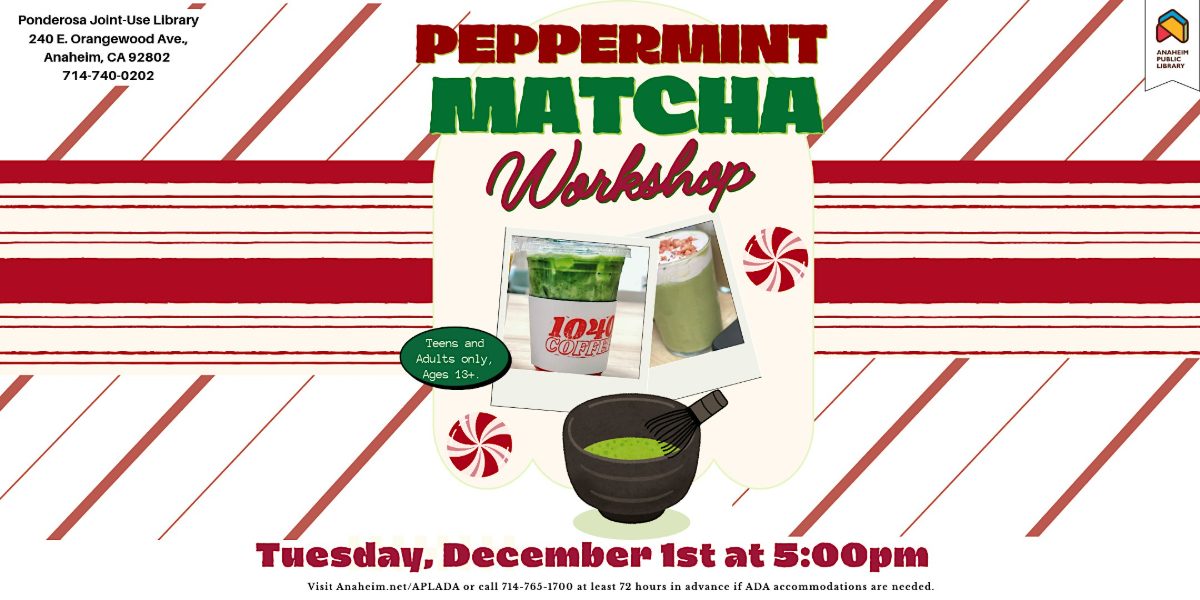 Ponderosa Joint-Use Library
240 E. Orangewood Ave.,
Anaheim, CA 92802
714-740-0202
PEPPERMINT
MATCHA
Workshop
ANAHEIM
PUBLIC
LIBRARY
1040
COFFEE
Teens and
Adults only,
Ages 13+.
Tuesday, December 1st at 5:00pm
Visit Anaheim.net/APLADA or call 714-765-1700 at least 72 hours in advance if ADA accommodations are needed.